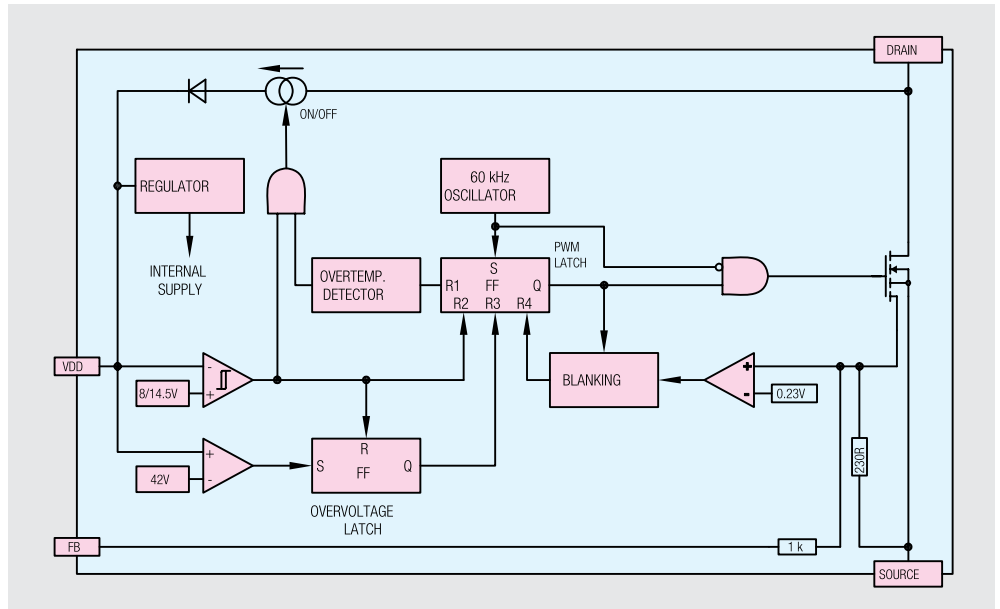 DRAIN
ON/OFF
REGULATOR
60 kHz
OSCILLATOR
INTERNAL
SUPPLY
OVERTEMP.
DETECTOR
PWM
LATCH
S
R1 FF Q
R2 R3 R4
VDD
-
+
8/14.5V
BLANKING
+
-
0.23V
230R
+
-
42V
R
S FF Q
OVERVOLTAGE
LATCH
FB
1 k
SOURCE